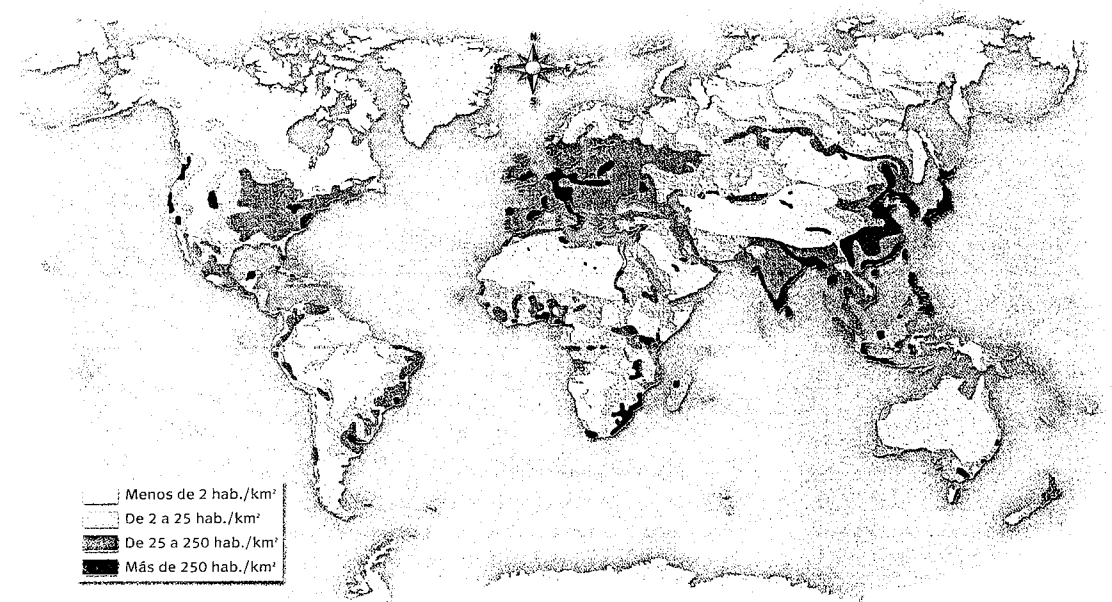 N
S
Menos de 2 hab./km²
De 2 a 25 hab./km²
De 25 a 250 hab./km²
Más de 250 hab./km²